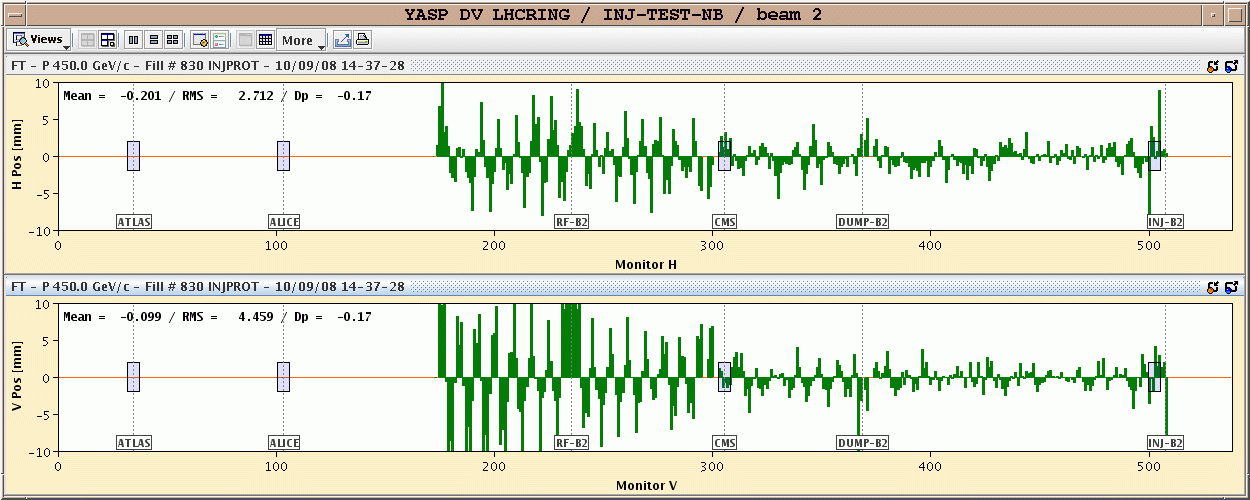 YASP DV LHCRING / INJ-TEST-NB / beam 2
Views More
FT - P 450.0 GeV/c - Fill # 830 INJPROT - 10/09/08 14-37-28
Mean = -0.201 / RMS = 2.712 / Dp = -0.17
H Pos [mm]
10
5
0
-5
-10
ATLAS ALICE RF-B2 CMS DUMP-B2 INJ-B2
0 100 200 300 400 500
Monitor H
FT - P 450.0 GeV/c - Fill # 830 INJPROT - 10/09/08 14-37-28
Mean = -0.099 / RMS = 4.459 / Dp = -0.17
V Pos [mm]
10
5
0
-5
-10
ATLAS ALICE RF-B2 CMS DUMP-B2 INJ-B2
0 100 200 300 400 500
Monitor V